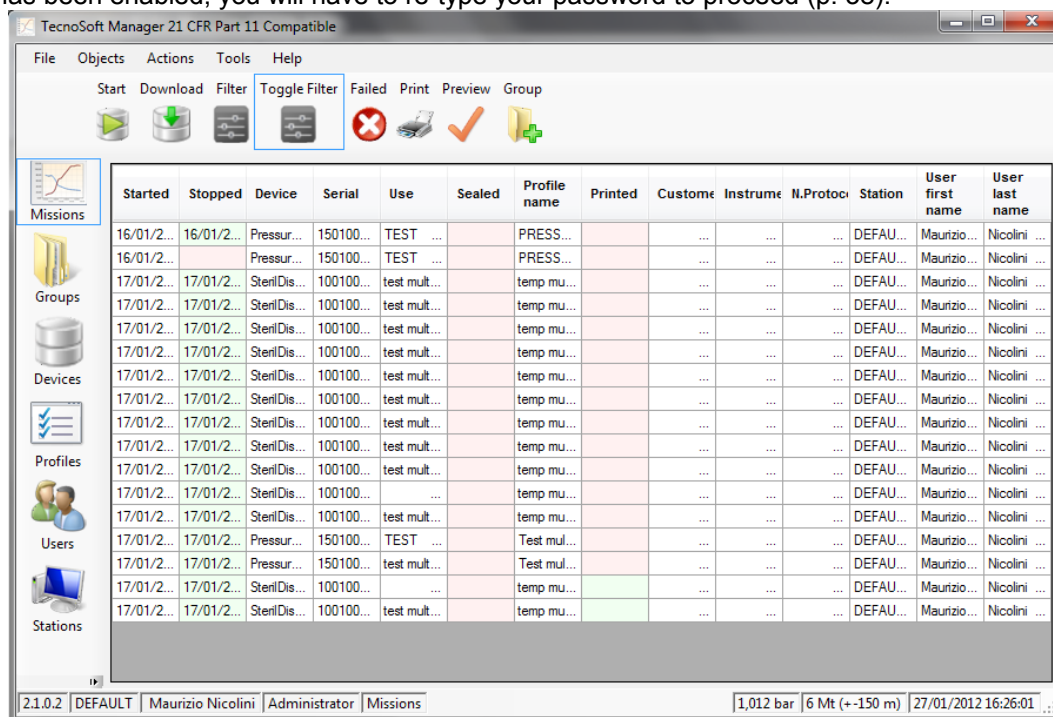 has been enabled, you will have to re-type your password to proceed (p.
TecnoSoft Manager 21 CFR Part 11 Compatible
File Objects Actions Tools Help
Start Download Filter Toggle Filter Failed Print Preview Group
Missions
Groups
Devices
Profiles
Users
Stations
Started Stopped Device Serial Use Sealed Profile name Printed Custome Instrume N.Protoc Station User first name User last name
16/01/2... 16/01/2... Pressur... 150100... TEST ... PRESS... ... ... ... DEFAU... Maurizio... Nicolini ...
16/01/2... Pressur... 150100... TEST ... PRESS... ... ... ... DEFAU... Maurizio... Nicolini ...
17/01/2... 17/01/2... SterilDis... 100100... test mult... temp mu... ... ... ... DEFAU... Maurizio... Nicolini ...
17/01/2... 17/01/2... SterilDis... 100100... test mult... temp mu... ... ... ... DEFAU... Maurizio... Nicolini ...
17/01/2... 17/01/2... SterilDis... 100100... test mult... temp mu... ... ... ... DEFAU... Maurizio... Nicolini ...
17/01/2... 17/01/2... SterilDis... 100100... test mult... temp mu... ... ... ... DEFAU... Maurizio... Nicolini ...
17/01/2... 17/01/2... SterilDis... 100100... test mult... temp mu... ... ... ... DEFAU... Maurizio... Nicolini ...
17/01/2... 17/01/2... SterilDis... 100100... test mult... temp mu... ... ... ... DEFAU... Maurizio... Nicolini ...
17/01/2... 17/01/2... SterilDis... 100100... test mult... temp mu... ... ... ... DEFAU... Maurizio... Nicolini ...
17/01/2... 17/01/2... SterilDis... 100100... test mult... temp mu... ... ... ... DEFAU... Maurizio... Nicolini ...
17/01/2... 17/01/2... SterilDis... 100100... test mult... temp mu... ... ... ... DEFAU... Maurizio... Nicolini ...
17/01/2... 17/01/2... SterilDis... 100100... ... temp mu... ... ... ... DEFAU... Maurizio... Nicolini ...
17/01/2... 17/01/2... SterilDis... 100100... test mult... temp mu... ... ... ... DEFAU... Maurizio... Nicolini ...
17/01/2... 17/01/2... Pressur... 150100... TEST ... Test mul... ... ... ... DEFAU... Maurizio... Nicolini ...
17/01/2... 17/01/2... Pressur... 150100... test mult... Test mul... ... ... ... DEFAU... Maurizio... Nicolini ...
17/01/2... 17/01/2... SterilDis... 100100... ... temp mu... ... ... ... DEFAU... Maurizio... Nicolini ...
17/01/2... 17/01/2... SterilDis... 100100... test mult... temp mu... ... ... ... DEFAU... Maurizio... Nicolini ...
2.1.0.2 DEFAULT Maurizio Nicolini Administrator Missions 1,012 bar 6 Mt (+-150 m) 27/01/2012 16:26:01